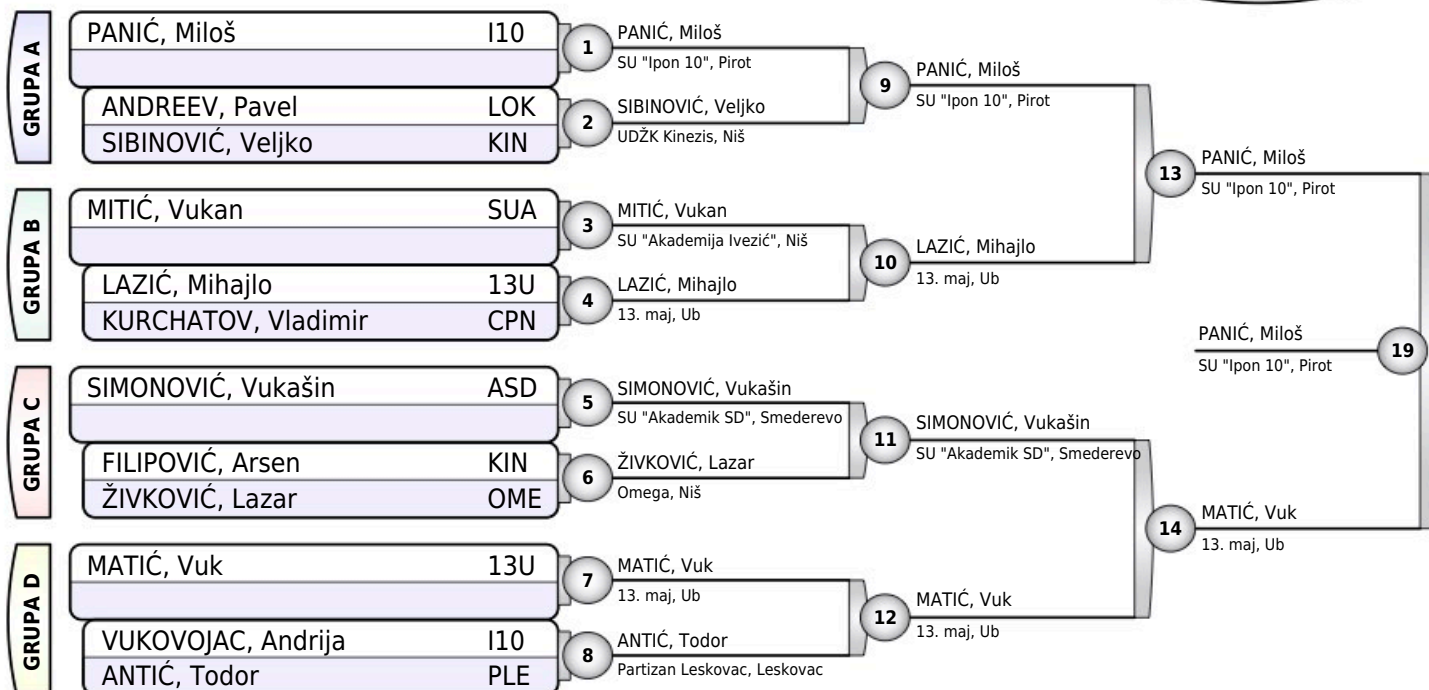 GRUPA A
PANIĆ, Miloš I10
ANDREEV, Pavel LOK
SIBINOVIĆ, Veljko KIN
GRUPA B
MITIĆ, Vukan SUA
LAZIĆ, Mihajlo 13U
KURCHATOV, Vladimir CPN
GRUPA C
SIMONOVIĆ, Vukašin ASD
FILIPOVIĆ, Arsen KIN
ŽIVKOVIĆ, Lazar OME
GRUPA D
MATIĆ, Vuk 13U
VUKOVOJAC, Andrija I10
ANTIĆ, Todor PLE
1
PANIĆ, Miloš
SU "Ipon 10", Pirot
2
SIBINOVIĆ, Veljko
UDŽK Kinezis, Niš
3
MITIĆ, Vukan
SU "Akademija Ivezić", Niš
4
LAZIĆ, Mihajlo
13. maj, Ub
5
SIMONOVIĆ, Vukašin
SU "Akademik SD", Smederevo
6
ŽIVKOVIĆ, Lazar
Omega, Niš
7
MATIĆ, Vuk
13. maj, Ub
8
ANTIĆ, Todor
Partizan Leskovac, Leskovac
9
PANIĆ, Miloš
SU "Ipon 10", Pirot
10
LAZIĆ, Mihajlo
13. maj, Ub
11
SIMONOVIĆ, Vukašin
SU "Akademik SD", Smederevo
12
MATIĆ, Vuk
13. maj, Ub
13
PANIĆ, Miloš
SU "Ipon 10", Pirot
14
MATIĆ, Vuk
13. maj, Ub
PANIĆ, Miloš
SU "Ipon 10", Pirot
19